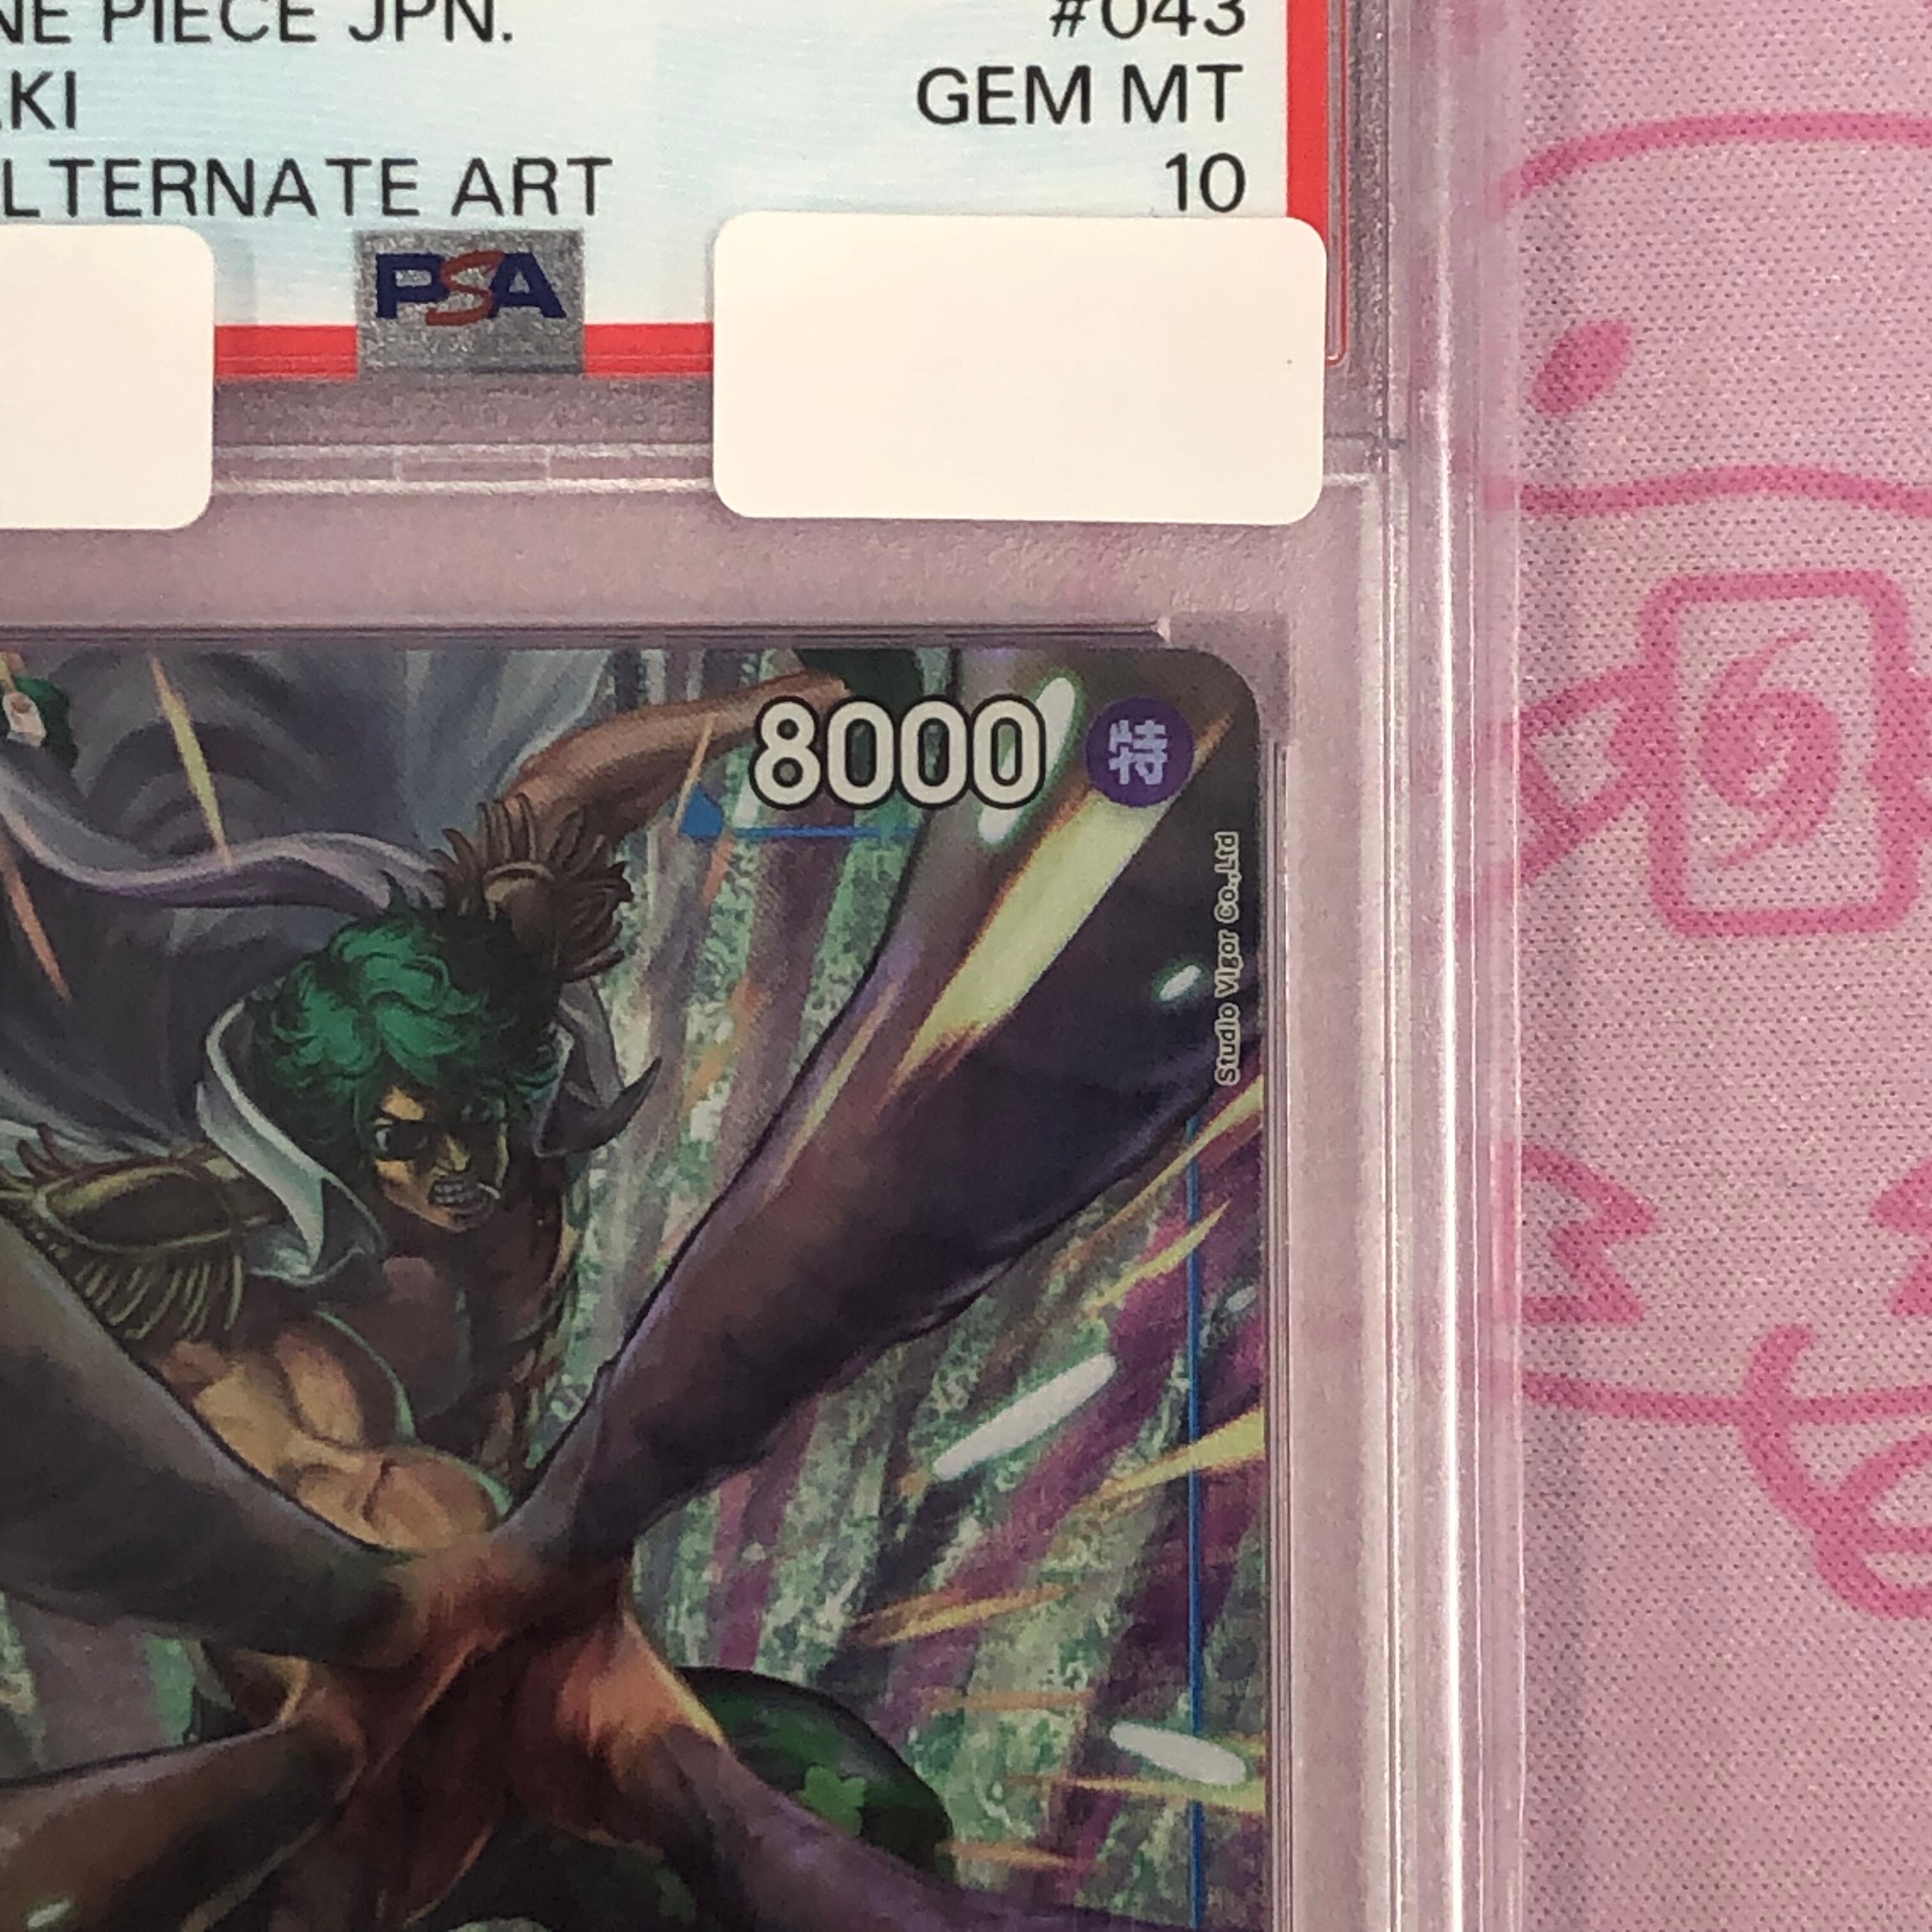 NE PIECE JPN.
#043
KI
GEM MT
LTERNATE ART
10
PSA
8000
特
Studio Vigor Co.,Ltd